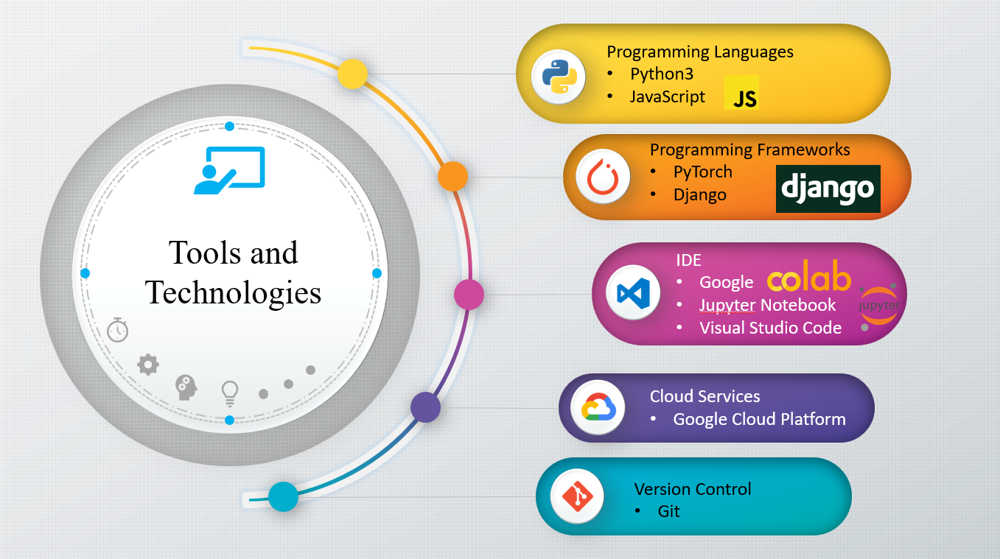 Tools and
Technologies
Programming Languages
• Python3
• JavaScript
JS
Programming Frameworks
• PyTorch
• Django
django
IDE
• Google colab
• Jupyter Notebook
jupyter
• Visual Studio Code
Cloud Services
• Google Cloud Platform
Version Control
• Git